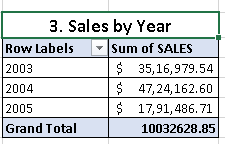 3. Sales by Year
Row Labels Sum of SALES
2003 $ 35,16,979.54
2004 $ 47,24,162.60
2005 $ 17,91,486.71
Grand Total 10032628.85